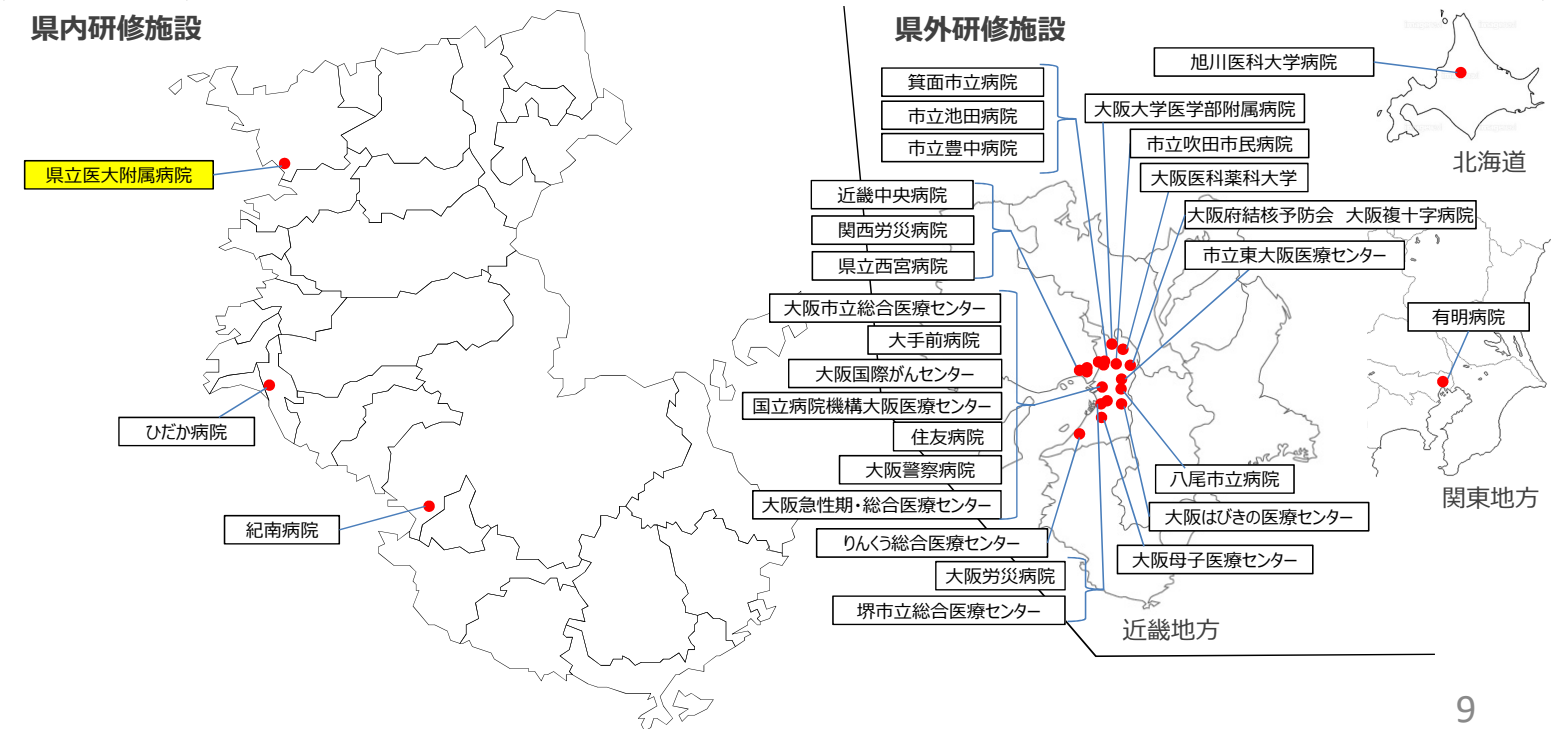 県内研修施設
県立医大附属病院
ひだか病院
紀南病院
県外研修施設
箕面市立病院
市立池田病院
市立豊中病院
近畿中央病院
関西労災病院
県立西宮病院
大阪市立総合医療センター
大手前病院
大阪国際がんセンター
国立病院機構大阪医療センター
住友病院
大阪警察病院
大阪急性期・総合医療センター
りんくう総合医療センター
大阪労災病院
堺市立総合医療センター
旭川医科大学病院
大阪大学医学部附属病院
市立吹田市民病院
大阪医科薬科大学
大阪府結核予防会 大阪複十字病院
市立東大阪医療センター
八尾市立病院
大阪はびきの医療センター
大阪母子医療センター
近畿地方
北海道
有明病院
関東地方
9